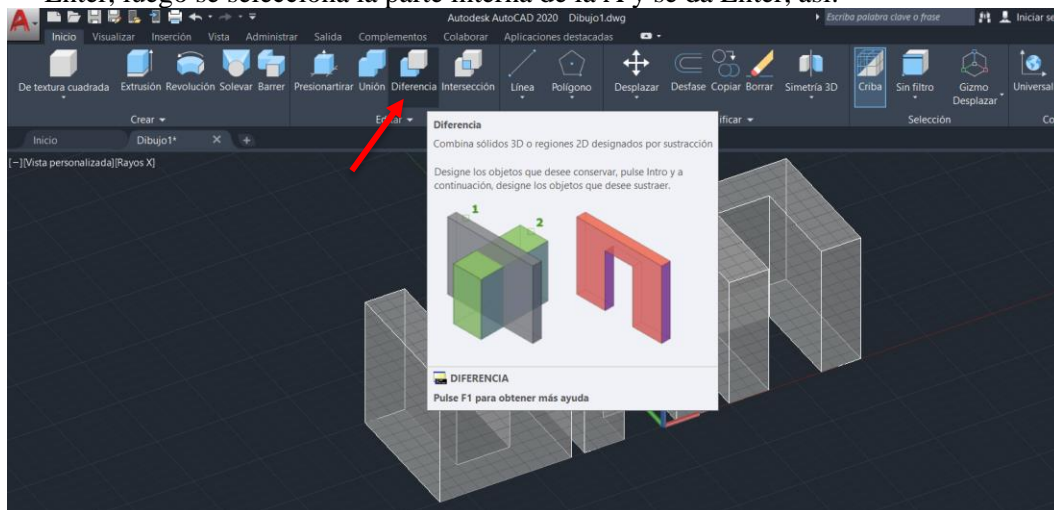 Enter, luego se selecciona la parte interna de la A y se da Enter, así:
Autodesk AutoCAD 2020 Dibujo1.dwg
Escriba palabra clave o frase
Iniciar se
Inicio Visualizar Inserción Vista Administrar Salida Complementos Colaborar Aplicaciones destacadas
De textura cuadrada Extrusión Revolución Solevar Barrer Presionartirar Unión Diferencia Intersección Línea Polígono Desplazar Desfase Copiar Borrar Simetría 3D Criba Sin filtro Gizmo Desplazar Universal
Crear Editar ificar Selección Co
Inicio Dibujo1* × +
[−][Vista personalizada][Rayos X]
Diferencia
Combina sólidos 3D o regiones 2D designados por sustracción
Designe los objetos que desee conservar, pulse Intro y a
continuación, designe los objetos que desee sustraer.
1
2
DIFERENCIA
Pulse F1 para obtener más ayuda